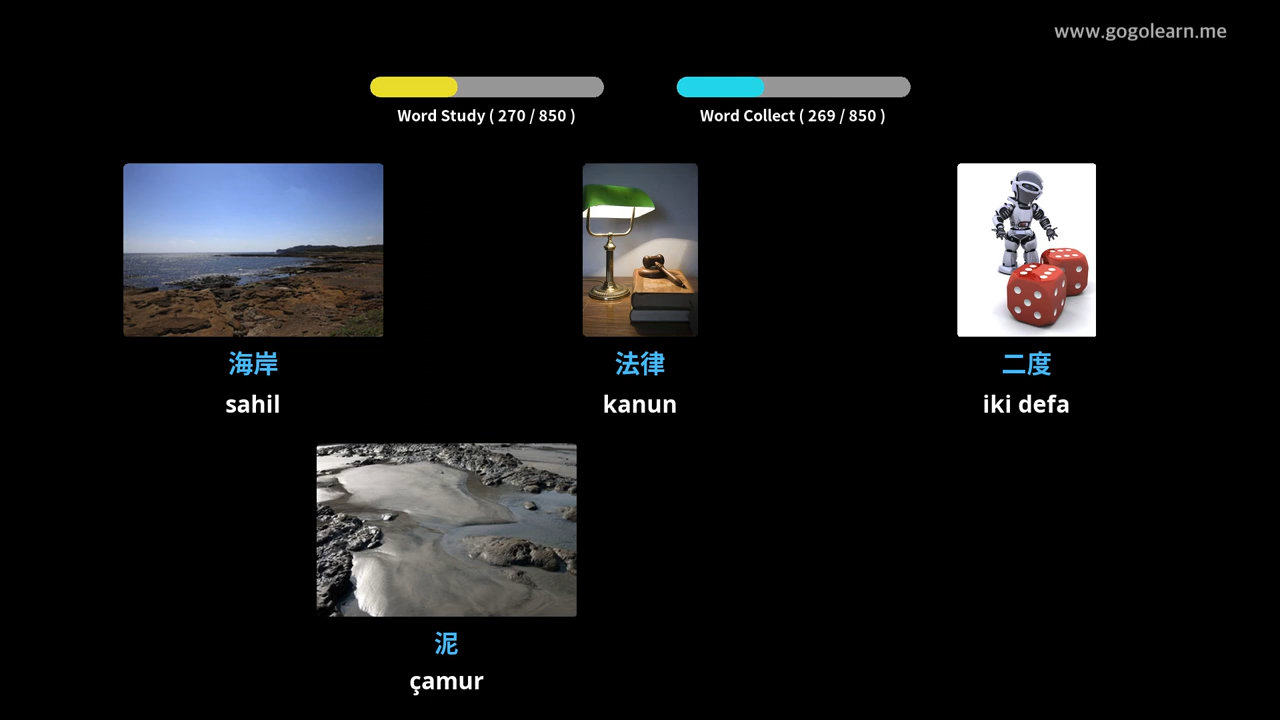 www.gogolearn.me
Word Study ( 270 / 850 )
Word Collect ( 269 / 850 )
海岸
sahil
法律
kanun
二度
iki defa
泥
çamur